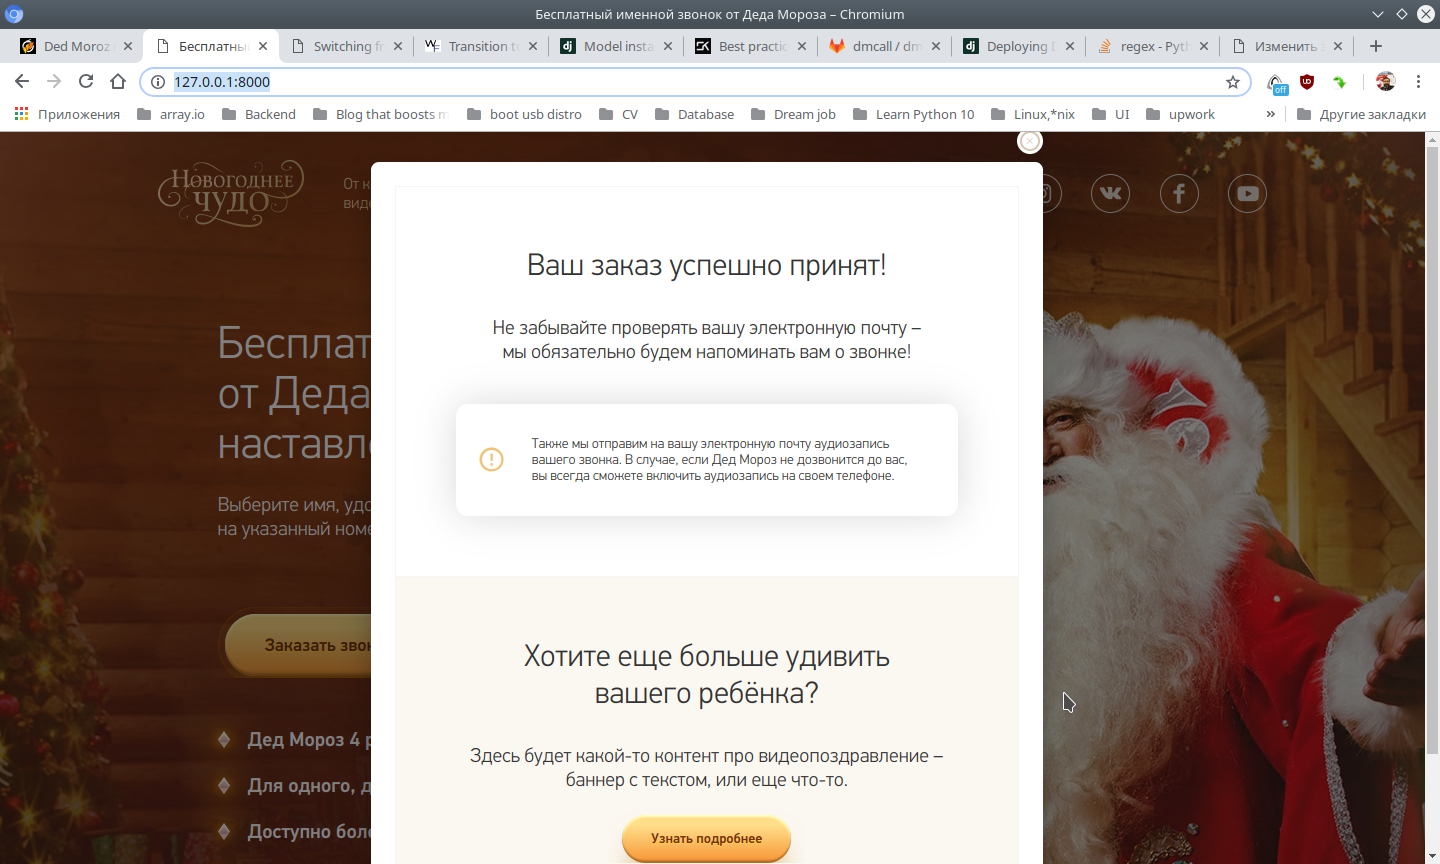 Бесплатный именной звонок от Деда Мороза – Chromium
Ded Moroz
Бесплатны
Switching f
Transition t
Model insta
Best practic
dmcall / dm
Deploying
regex - Pyt
Изменить
127.0.0.1:8000
off
Приложения
array.io
Backend
Blog that boosts m
boot usb distro
CV
Database
Dream job
Learn Python 10
Linux,*nix
UI
upwork
»
Другие закладки
Новогоднее
ЧУДО
От к
виде
Ваш заказ успешно принят!
Не забывайте проверять вашу электронную почту –
мы обязательно будем напоминать вам о звонке!
Также мы отправим на вашу электронную почту аудиозапись
вашего звонка. В случае, если Дед Мороз не дозвонится до вас,
вы всегда сможете включить аудиозапись на своем телефоне.
Хотите еще больше удивить
вашего ребёнка?
Здесь будет какой-то контент про видеопоздравление –
баннер с текстом, или еще что-то.
Узнать подробнее
Бесплат
от Деда
наставл
Выберите имя, удо
на указанный номе
Заказать звон
Дед Мороз 4 р
Для одного, д
Доступно боле